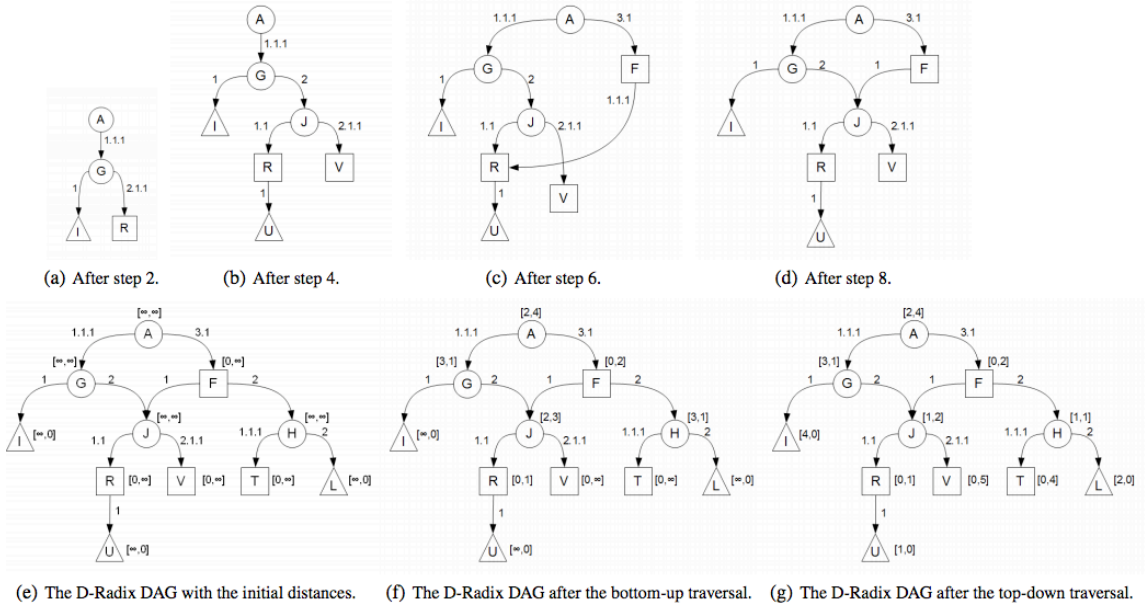 A
1.1.1
G
1
2.1.1
I
R
(a) After step 2.
A
1.1.1
G
1
2
I
J
1.1
2.1.1
R
V
1
U
(b) After step 4.
1.1.1
A
3.1
G
F
1
2
1.1.1
I
J
1.1
2.1.1
R
1
V
U
(c) After step 6.
1.1.1
A
3.1
1
G
2
1
F
I
J
1.1
2.1.1
R
V
1
U
(d) After step 8.
[∞,∞]
1.1.1
A
3.1
[∞,∞]
[0,∞]
1
G
2
1
F
2
I
[∞,0]
[∞,∞]
[∞,∞]
J
H
1.1
2.1.1
1.1.1
2
R
[0,∞]
V
[0,∞]
T
[0,∞]
L
[∞,0]
1
U
[∞,0]
(e) The D-Radix DAG with the initial distances.
[2,4]
1.1.1
A
3.1
[3,1]
[0,2]
1
G
2
1
F
2
I
[∞,0]
[2,3]
[3,1]
J
H
1.1
2.1.1
1.1.1
2
R
[0,1]
V
[0,∞]
T
[0,∞]
L
[∞,0]
1
U
[∞,0]
(f) The D-Radix DAG after the bottom-up traversal.
[2,4]
1.1.1
A
3.1
[3,1]
[0,2]
1
G
2
1
F
2
I
[4,0]
[1,2]
[1,1]
J
H
1.1
2.1.1
1.1.1
2
R
[0,1]
V
[0,5]
T
[0,4]
L
[2,0]
1
U
[1,0]
(g) The D-Radix DAG after the top-down traversal.